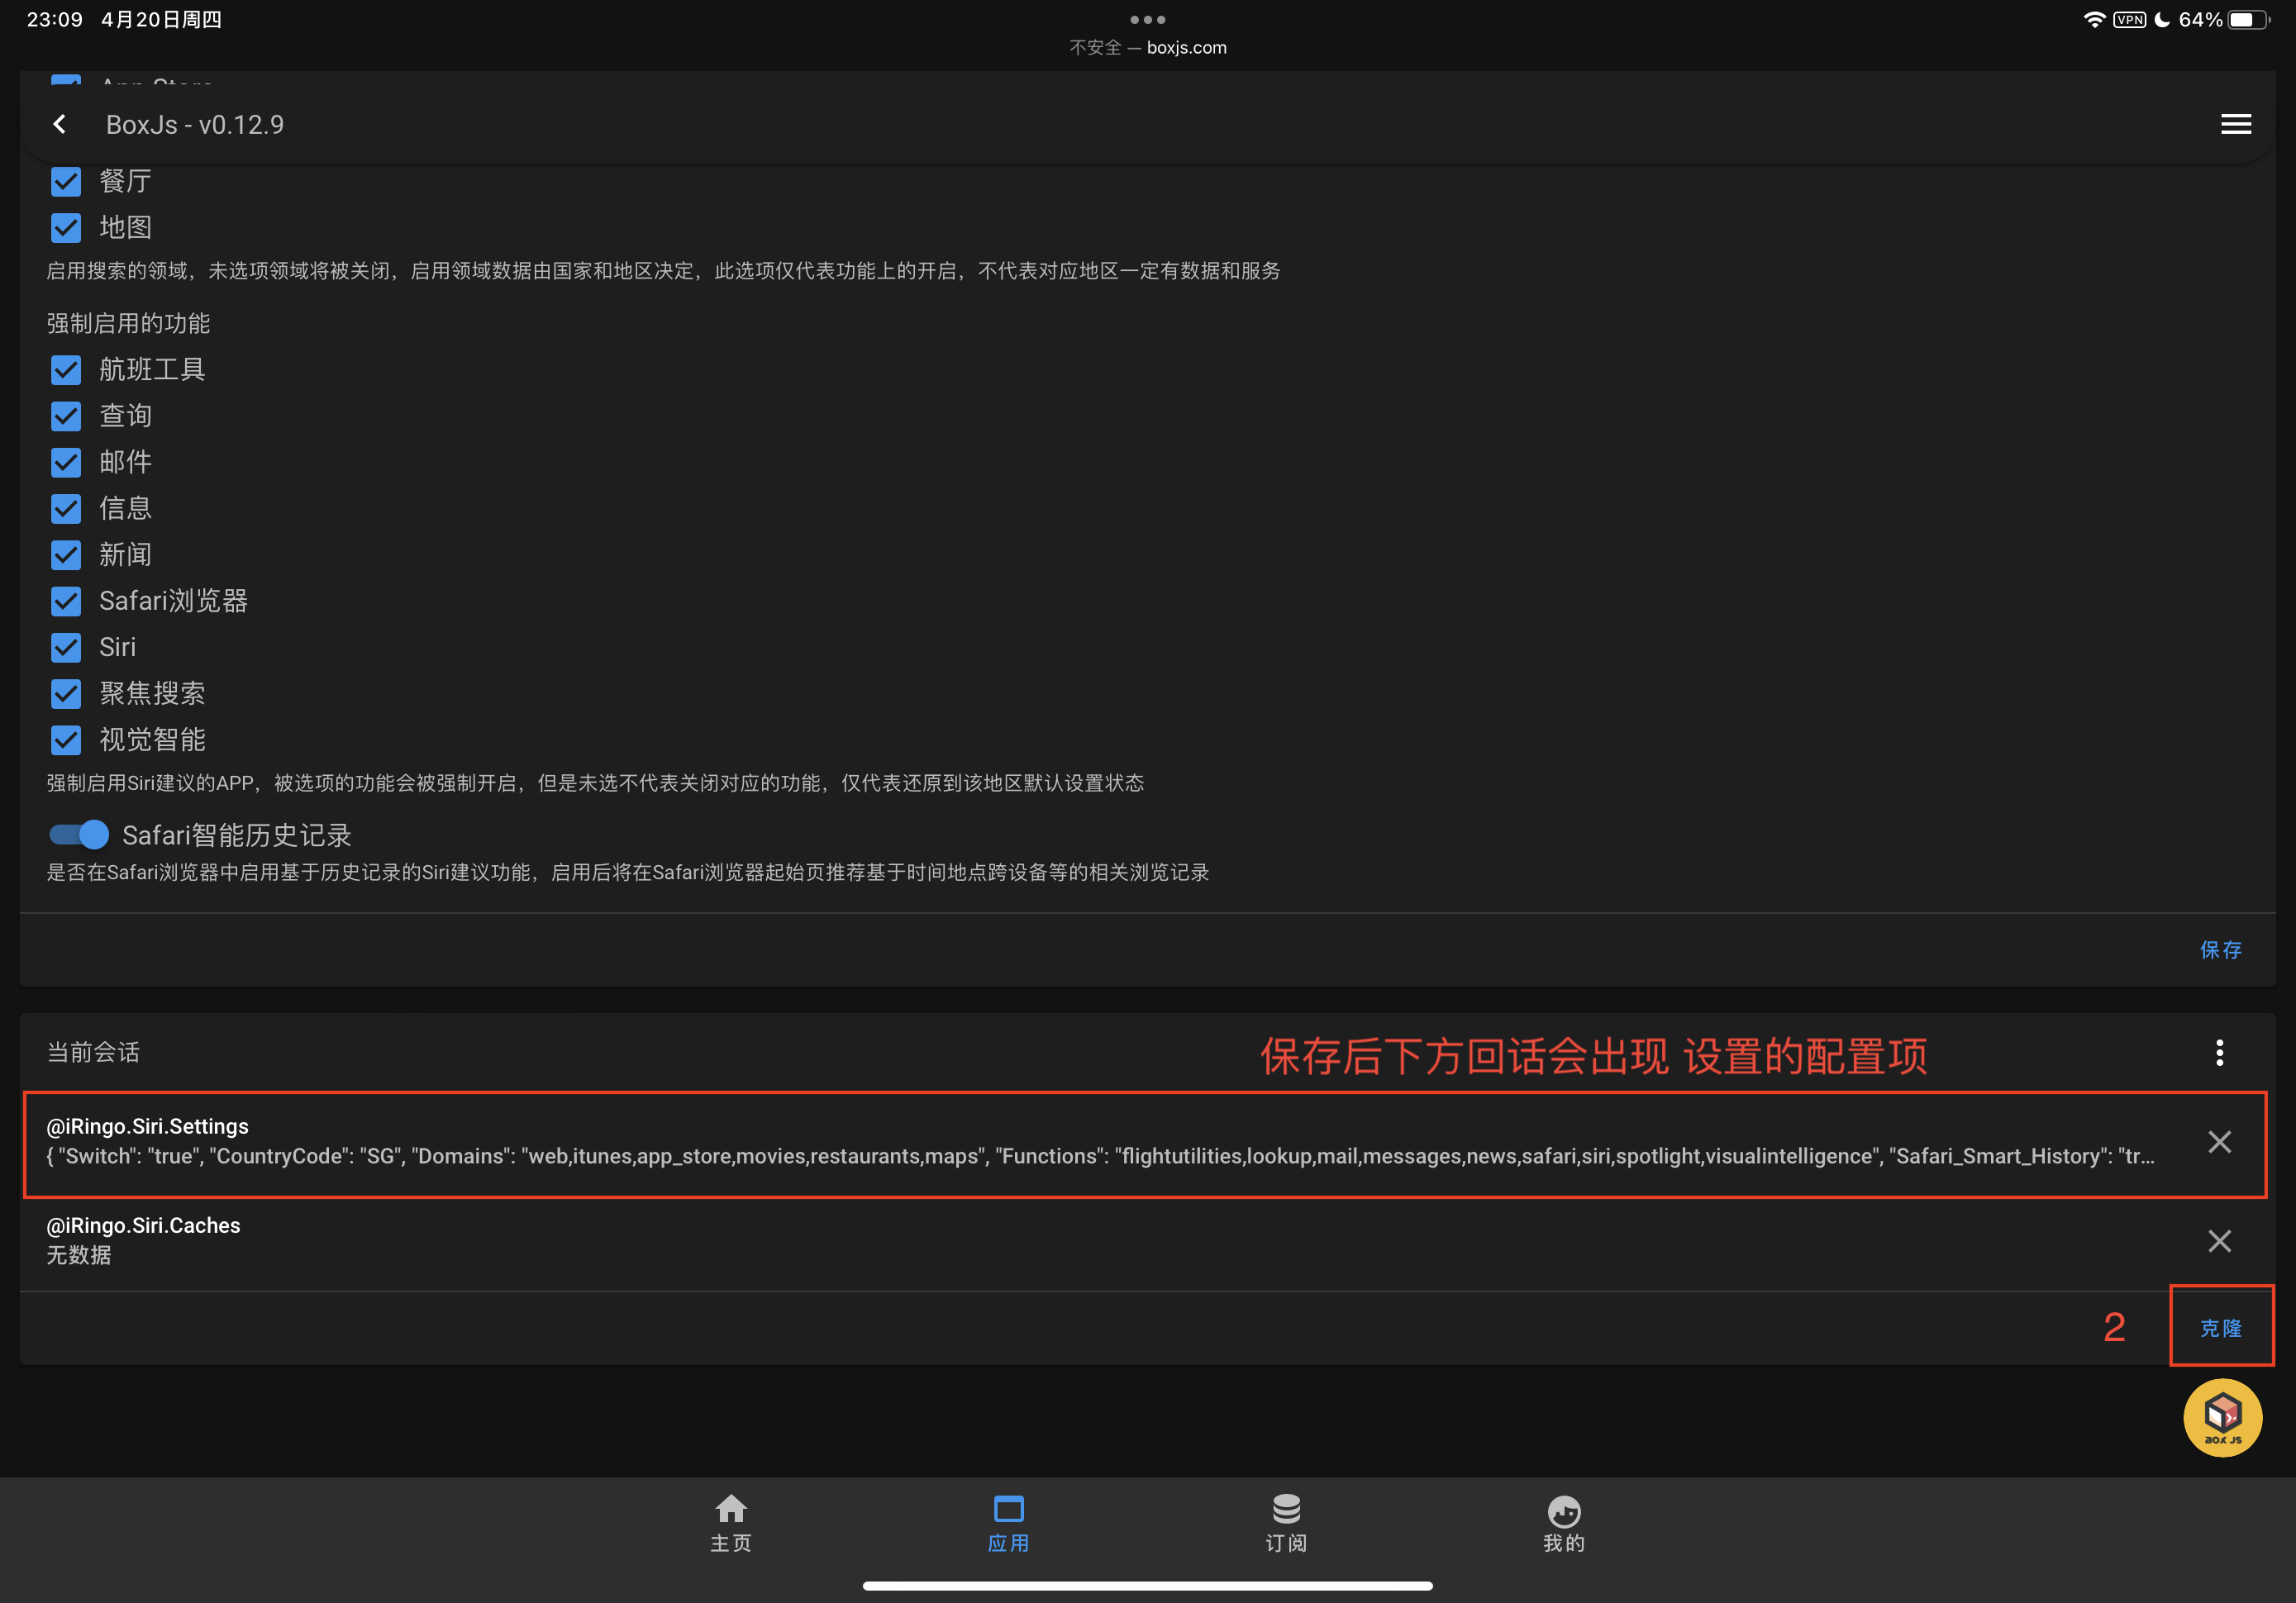 23:09 4月20日周四
VPN 64%
不安全 — boxjs.com
App Store
BoxJs - v0.12.9
餐厅
地图
启用搜索的领域，未选项领域将被关闭，启用领域数据由国家和地区决定，此选项仅代表功能上的开启，不代表对应地区一定有数据和服务
强制启用的功能
航班工具
查询
邮件
信息
新闻
Safari浏览器
Siri
聚焦搜索
视觉智能
强制启用Siri建议的APP，被选项的功能会被强制开启，但是未选不代表关闭对应的功能，仅代表还原到该地区默认设置状态
Safari智能历史记录
是否在Safari浏览器中启用基于历史记录的Siri建议功能，启用后将在Safari浏览器起始页推荐基于时间地点跨设备等的相关浏览记录
保存
当前会话
保存后下方回话会出现 设置的配置项
@iRingo.Siri.Settings
{ "Switch": "true", "CountryCode": "SG", "Domains": "web,itunes,app_store,movies,restaurants,maps", "Functions": "flightutilities,lookup,mail,messages,news,safari,siri,spotlight,visualintelligence", "Safari_Smart_History": "tr...
@iRingo.Siri.Caches
无数据
2 克隆
BOX JS
主页 应用 订阅 我的